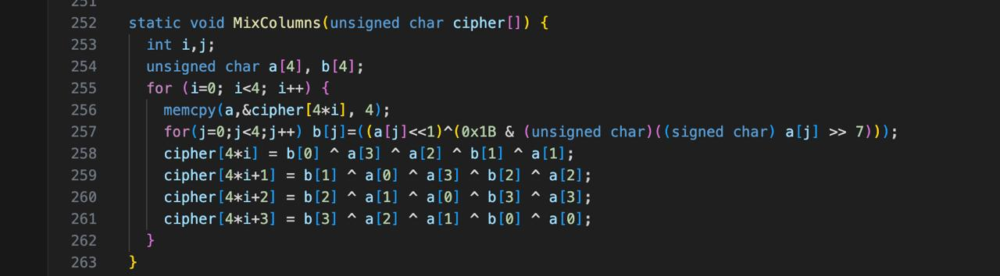 251
252 static void MixColumns(unsigned char cipher[]) {
253 int i,j;
254 unsigned char a[4], b[4];
255 for (i=0; i<4; i++) {
256 memcpy(a,&cipher[4*i], 4);
257 for(j=0;j<4;j++) b[j]=((a[j]<<1)^(0x1B & (unsigned char)((signed char) a[j] >> 7)));
258 cipher[4*i] = b[0] ^ a[3] ^ a[2] ^ b[1] ^ a[1];
259 cipher[4*i+1] = b[1] ^ a[0] ^ a[3] ^ b[2] ^ a[2];
260 cipher[4*i+2] = b[2] ^ a[1] ^ a[0] ^ b[3] ^ a[3];
261 cipher[4*i+3] = b[3] ^ a[2] ^ a[1] ^ b[0] ^ a[0];
262 }
263 }